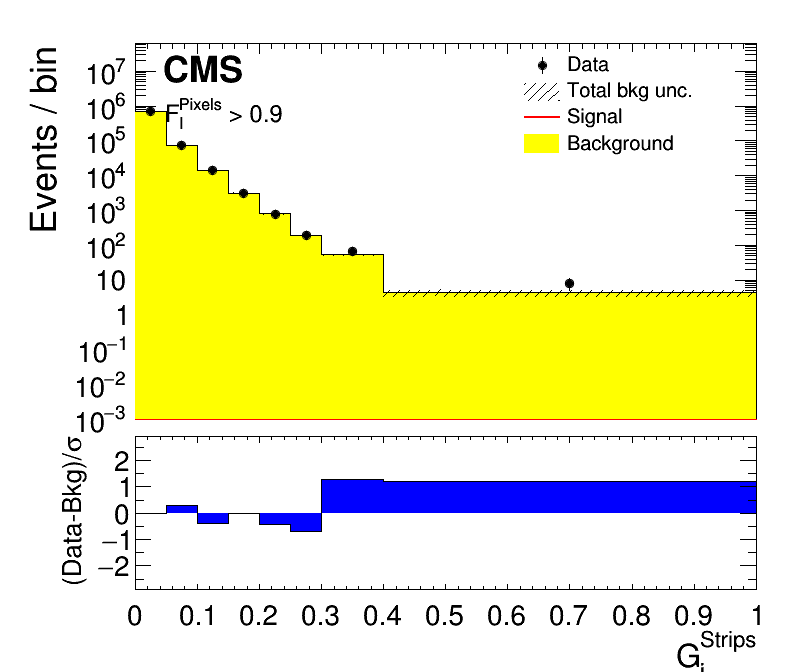 Events / bin
10^7
10^6
10^5
10^4
10^3
10^2
10
1
10^−1
10^−2
10^−3
CMS
F_l^Pixels > 0.9
Data
Total bkg unc.
Signal
Background
(Data-Bkg)/σ
2
1
0
−1
−2
0 0.1 0.2 0.3 0.4 0.5 0.6 0.7 0.8 0.9 1
G_i^Strips